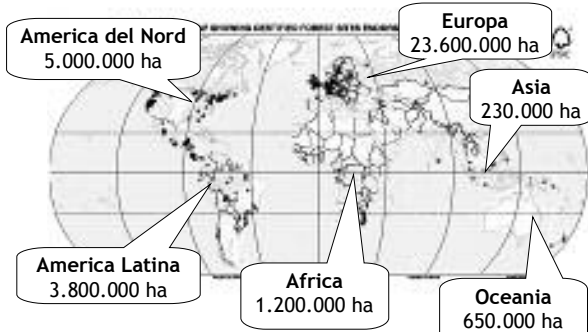 America del Nord
5.000.000 ha
Europa
23.600.000 ha
Asia
230.000 ha
America Latina
3.800.000 ha
Africa
1.200.000 ha
Oceania
650.000 ha